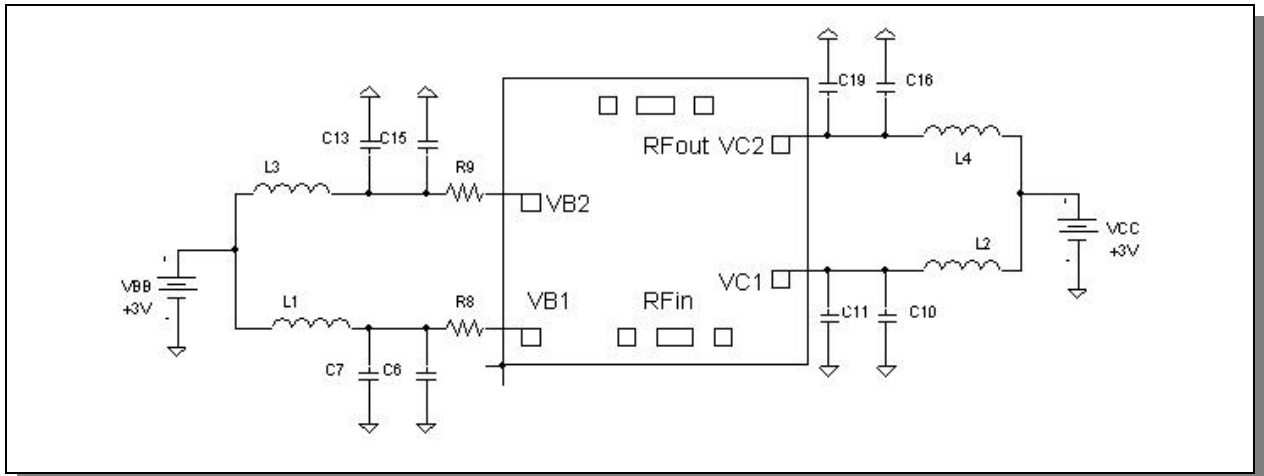 C19
C16
C13
C15
RFout
VC2
L3
R9
L4
VB2
VCC
+3V
L2
VBB
+3V
L1
R8
VB1
RFin
VC1
C11
C10
C7
C6